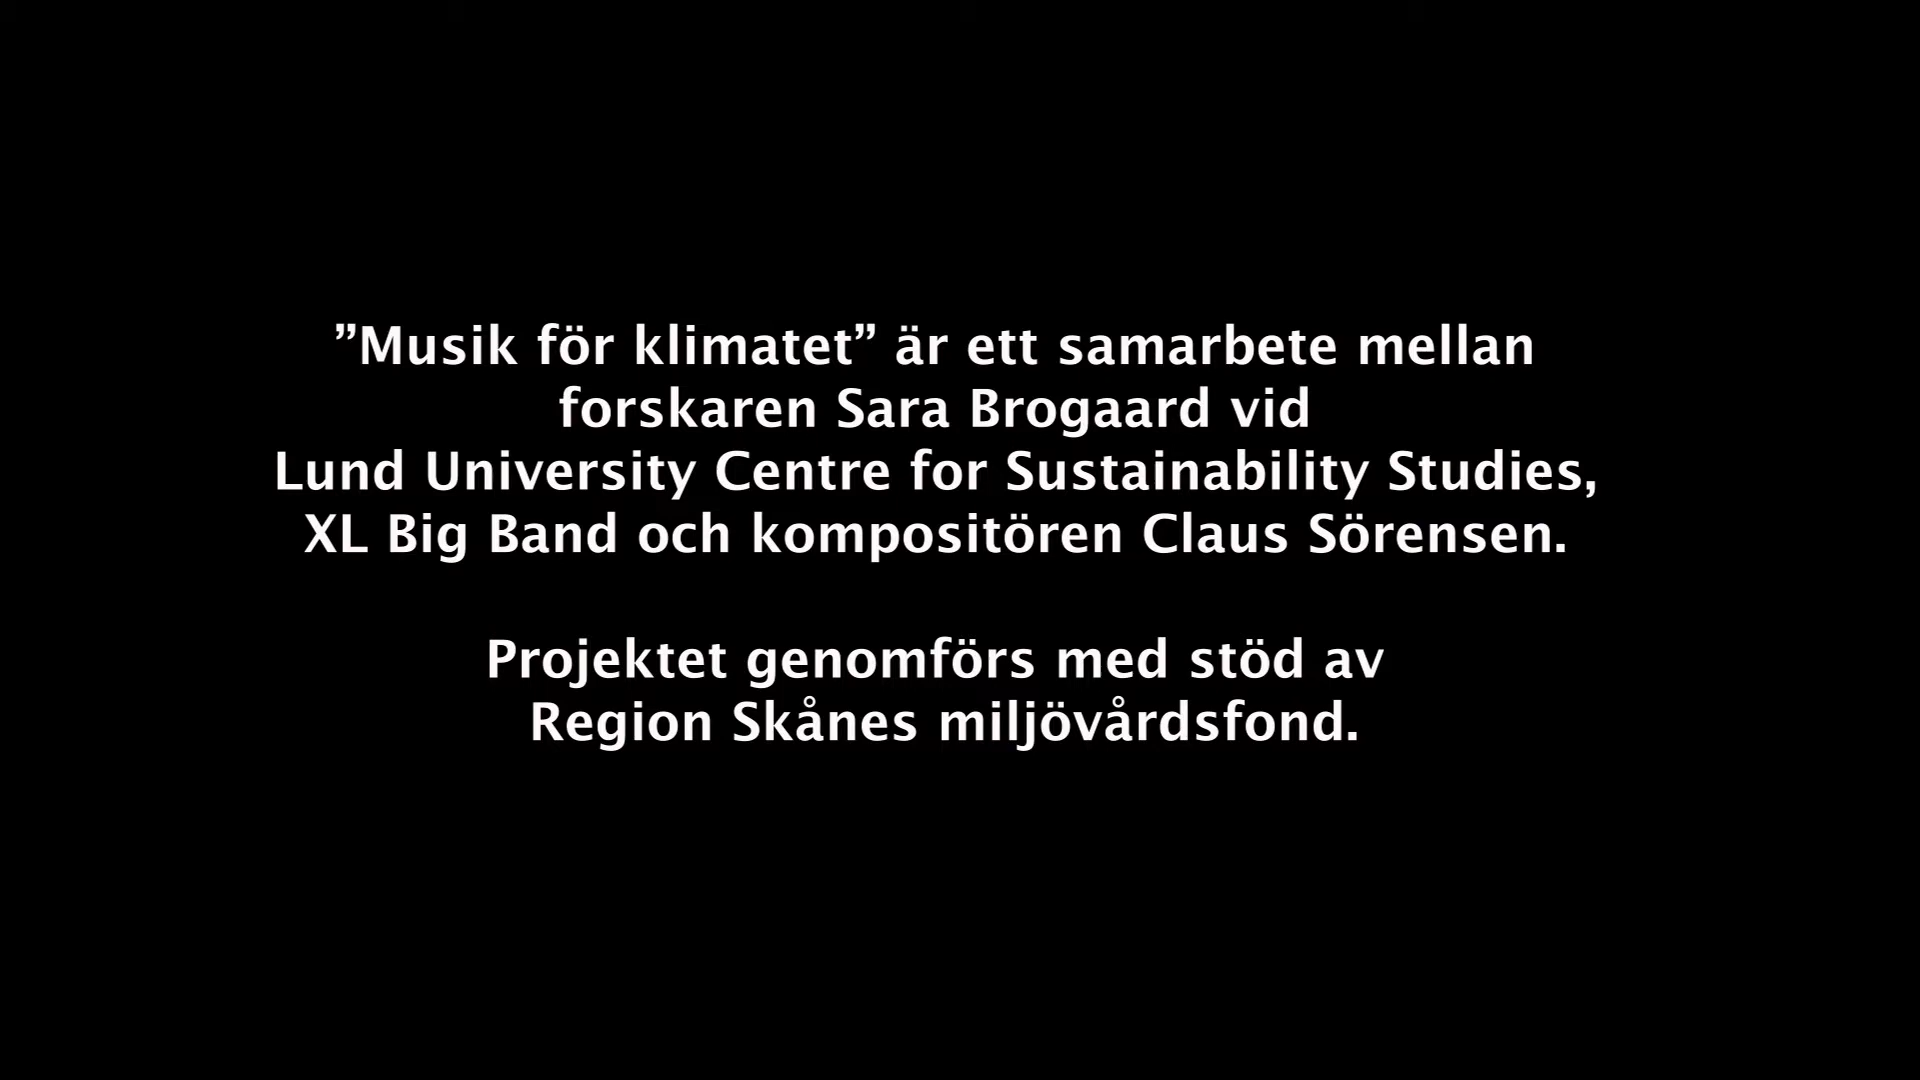 ”Musik för klimatet” är ett samarbete mellan
forskaren Sara Brogaard vid
Lund University Centre for Sustainability Studies,
XL Big Band och kompositören Claus Sörensen.
Projektet genomförs med stöd av
Region Skånes miljövårdsfond.